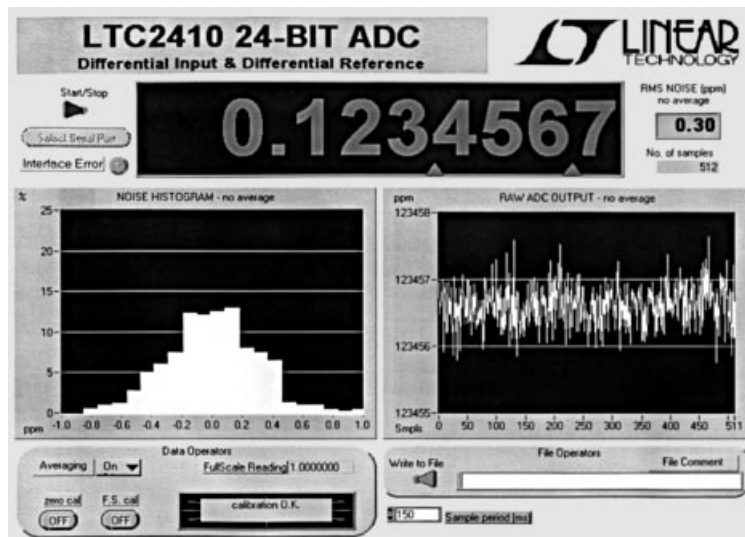 LTC2410 24-BIT ADC
Differential Input & Differential Reference
LINEAR
TECHNOLOGY
Start/Stop
Select Serial Port
Interface Error
0.1234567
RMS NOISE (ppm)
no average
0.30
No. of samples
512
% NOISE HISTOGRAM - no average
25-
20-
15-
10-
5-
0-
ppm -1.0 -0.8 -0.6 -0.4 -0.2 0.0 0.2 0.4 0.6 0.8 1.0
ppm RAW ADC OUTPUT - no average
123458-
123457-
123456-
123455-
0 50 100 150 200 250 300 350 400 450 511
Smpls
Data Operators
Averaging On
FullScale Reading 1.0000000
zero cal F.S. cal
OFF OFF
calibration O.K.
File Operators
Write to File
File Comment
150 Sample period [ms]